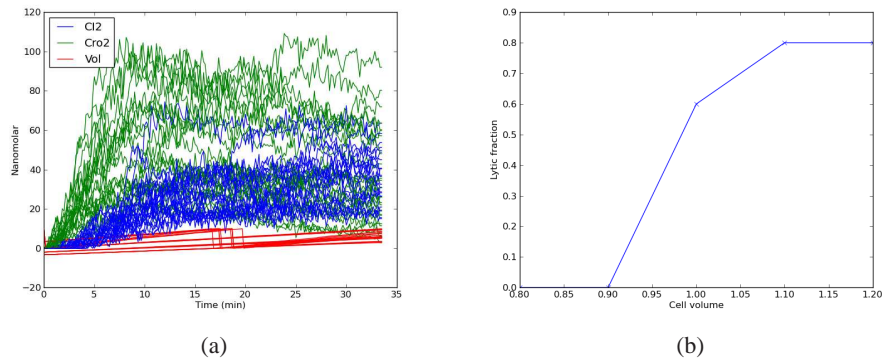 120
100
80
60
40
20
0
−20
Nanomolar
CI2
Cro2
Vol
0 5 10 15 20 25 30 35
Time (min)
(a)
0.8
0.7
0.6
0.5
0.4
0.3
0.2
0.1
0.0
Lytic fraction
0.80 0.85 0.90 0.95 1.00 1.05 1.10 1.15 1.20
Cell volume
(b)